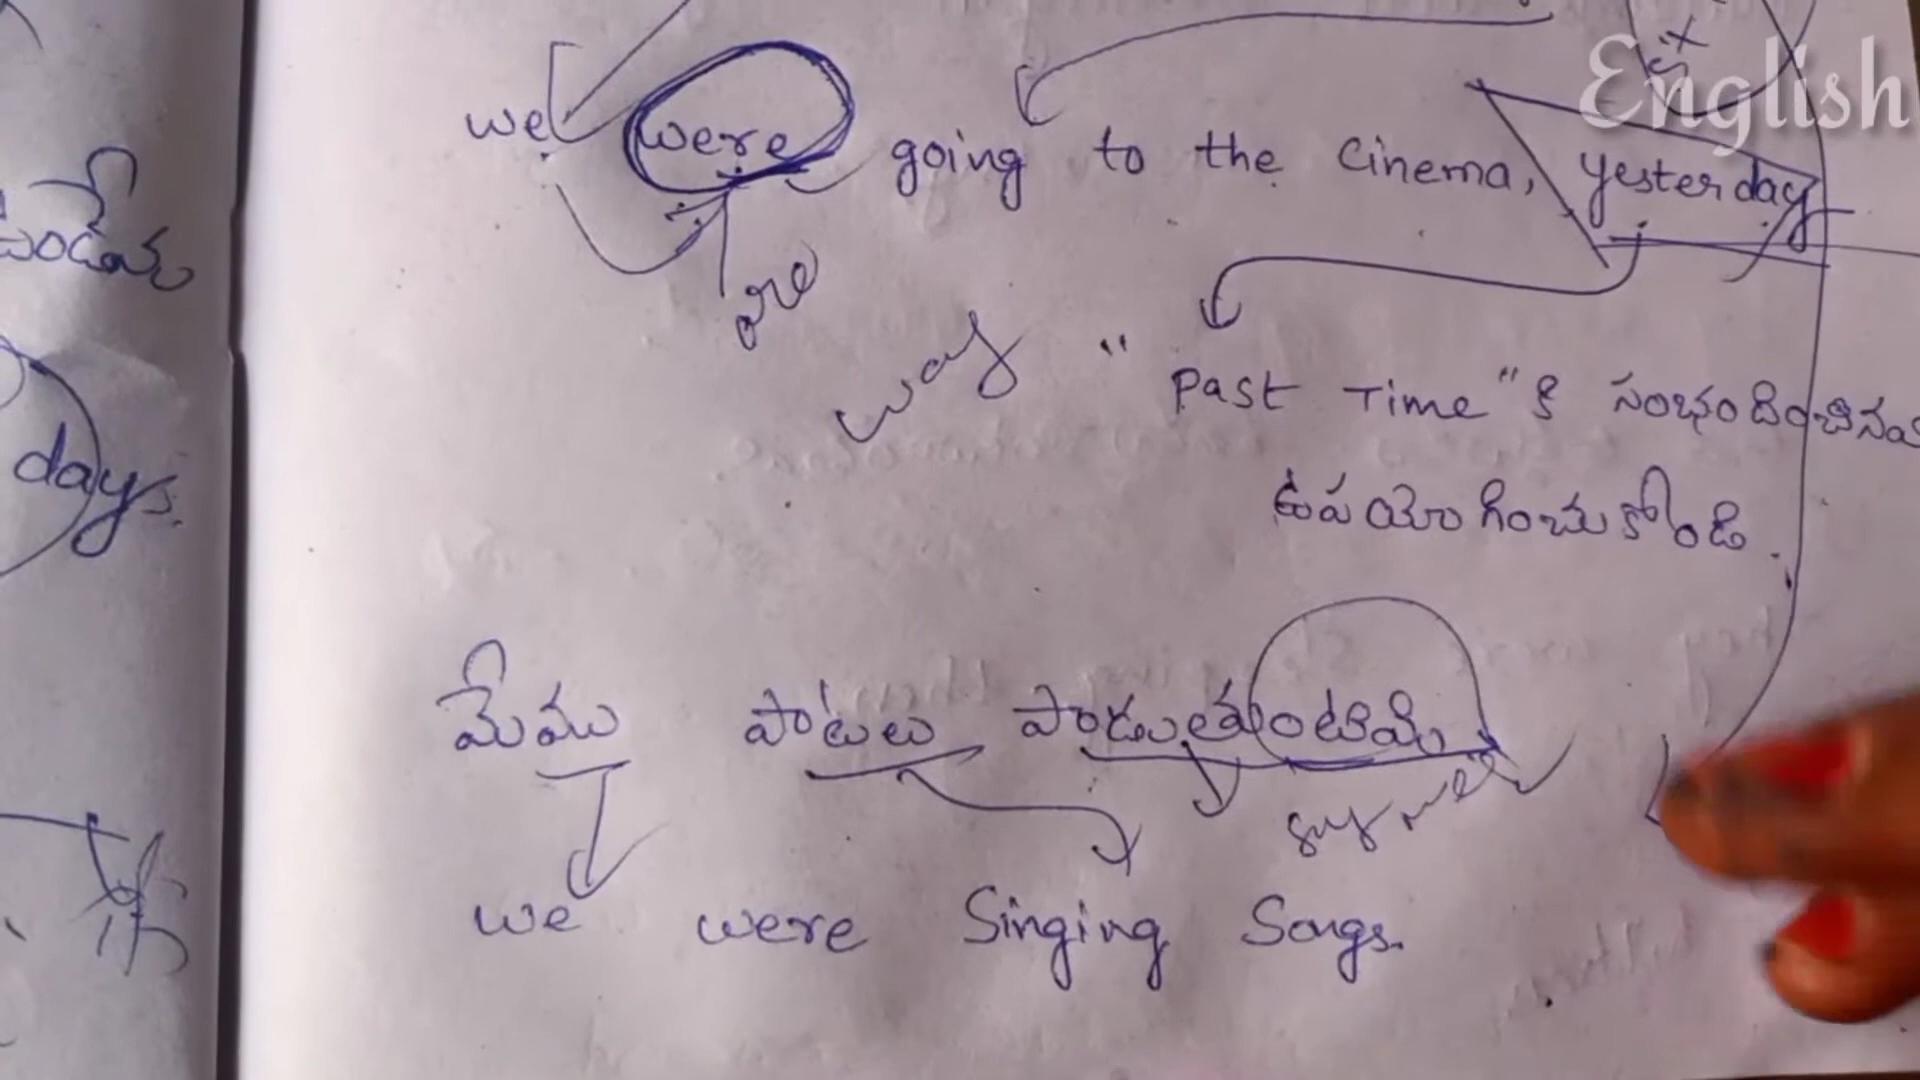 English
we were going to the cinema, yesterday
are
way
" Past Time " కి సంభందించినవి
ఉపయోగించుకోండి.
మేము పాటలు పాడుతుంటిమి
we were Singing Songs.
days.